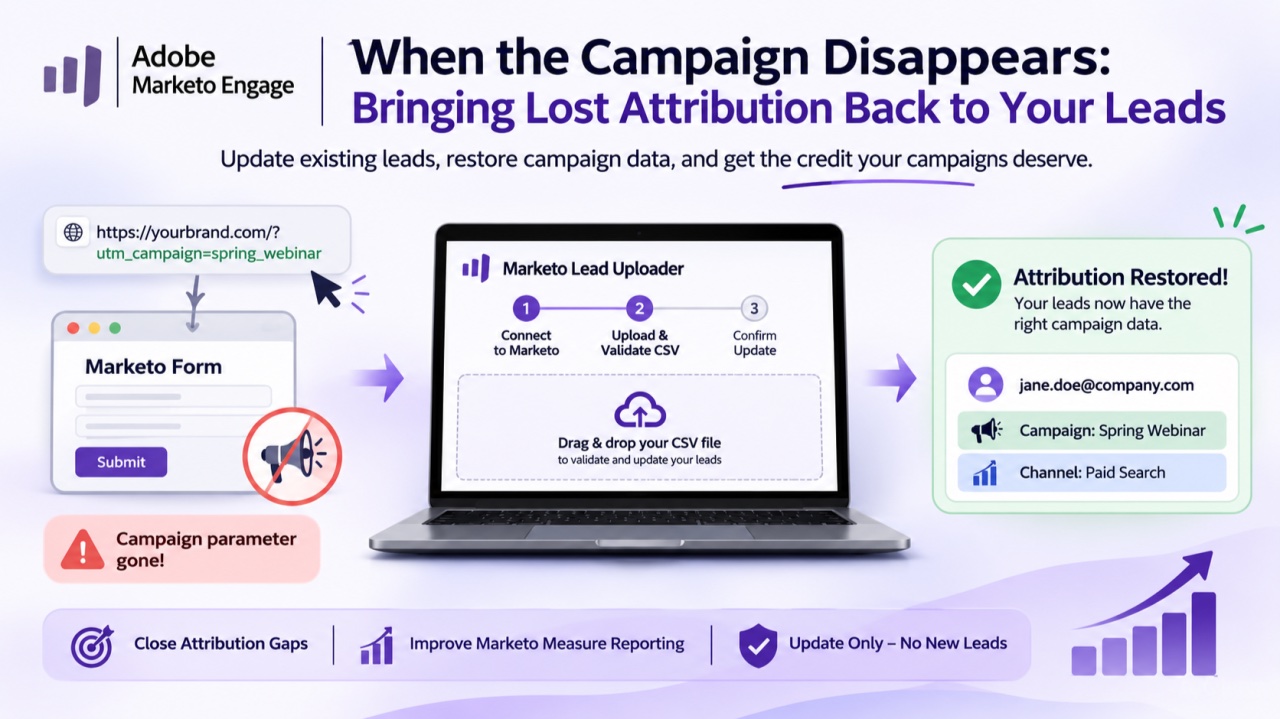 Adobe
Marketo Engage
When the Campaign Disappears:
Bringing Lost Attribution Back to Your Leads
Update existing leads, restore campaign data, and get the credit your campaigns deserve.
https://yourbrand.com/?
utm_campaign=spring_webinar
Marketo Form
Submit
Campaign parameter
gone!
Marketo Lead Uploader
1
2
3
Connect
to Marketo
Upload &
Validate CSV
Confirm
Update
Drag & drop your CSV file
to validate and update your leads
Attribution Restored!
Your leads now have the
right campaign data.
jane.doe@company.com
Campaign: Spring Webinar
Channel: Paid Search
Close Attribution Gaps
Improve Marketo Measure Reporting
Update Only – No New Leads